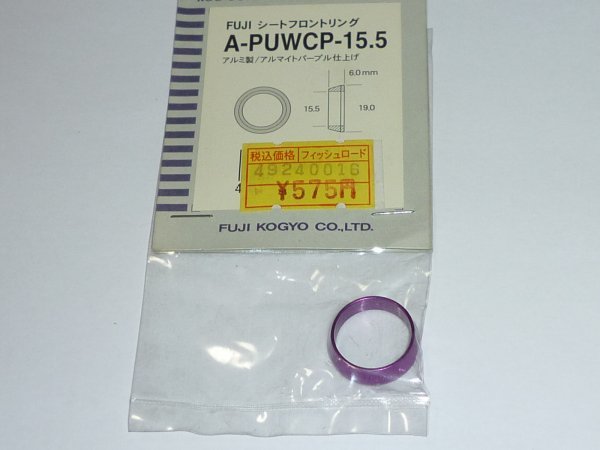 FUJI シートフロントリング
A-PUWCP-15.5
アルミ製/アルマイトパープル仕上げ
6.0mm
15.5
19.0
税込価格 フィッシュロード
49240016
¥575円
4
FUJI KOGYO CO.,LTD.